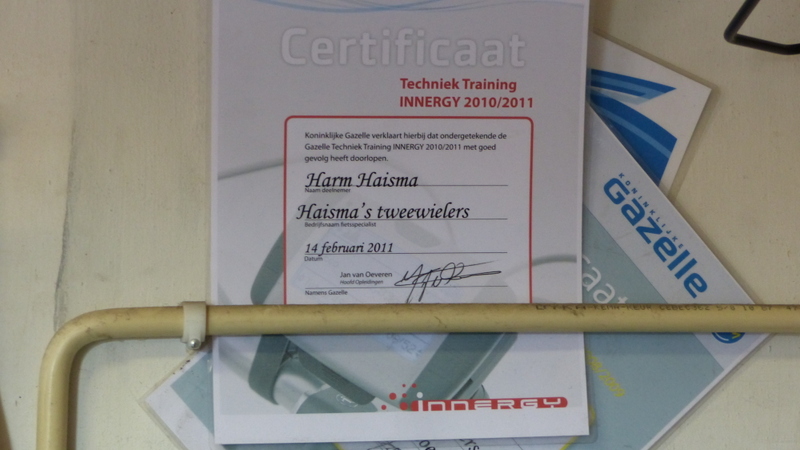 Certificaat
Techniek Training
INNERGY 2010/2011
Koninklijke Gazelle verklaart hierbij dat ondergetekende de
Gazelle Techniek Training INNERGY 2010/2011 met goed
gevolg heeft doorlopen.
Harm Haisma
Naam deelnemer
Haisma's tweewielers
Bedrijfsnaam fietsspecialist
14 februari 2011
Datum
Jan van Oeveren
Hoofd Opleidingen
Namens Gazelle
INNERGY
KONINKLIJKE
Gazelle
caat